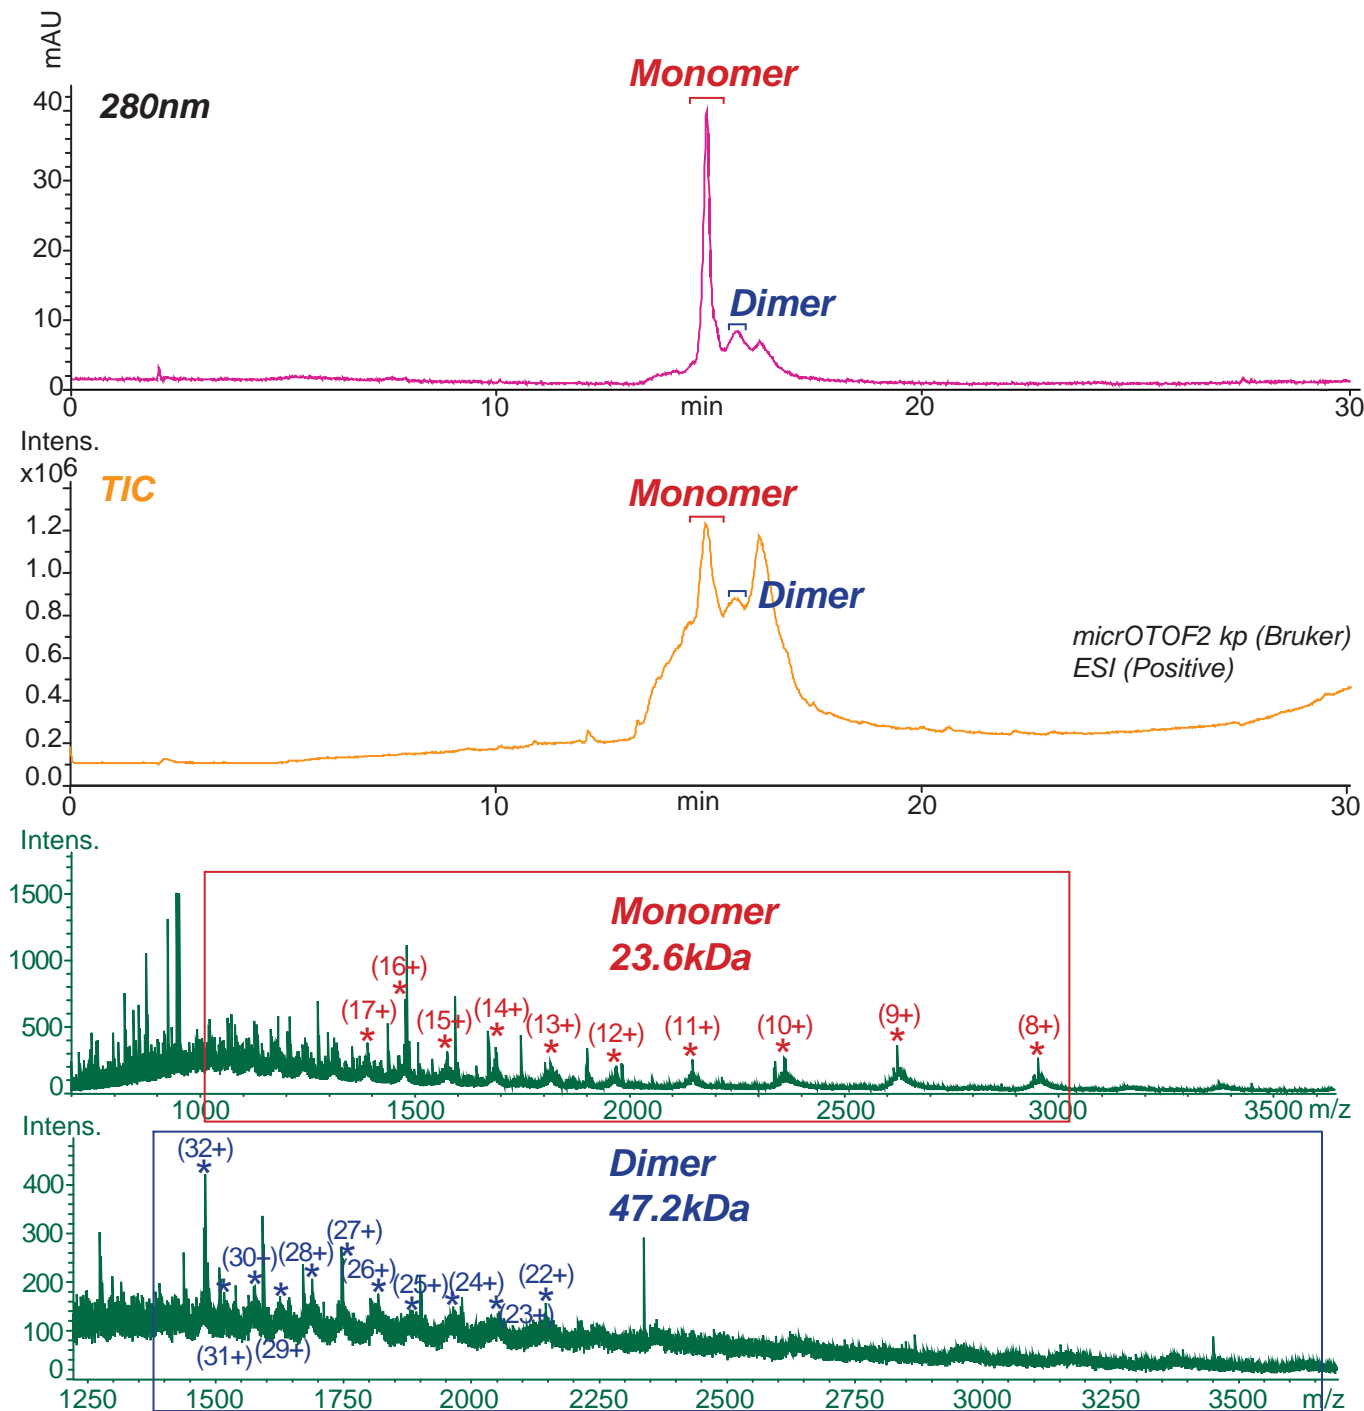 mAU
280nm
Monomer
Dimer
40
30
20
10
0
0 10 min 20 30
Intens.
x10⁶
TIC
Monomer
Dimer
1.2
1.0
0.8
0.6
0.4
0.2
0.0
micrOTOF2 kp (Bruker)
ESI (Positive)
0 10 min 20 30
Intens.
1500
1000
500
0
Monomer
23.6kDa
(17+) (16+) (15+) (14+) (13+) (12+) (11+) (10+) (9+) (8+)
* * * * * * * * * *
1000 1500 2000 2500 3000 3500 m/z
Intens.
400
300
200
100
0
Dimer
47.2kDa
(32+) (31+) (30+) (29+) (28+) (27+) (26+) (25+) (24+) (23+) (22+)
* * * * * * * * * * *
1250 1500 1750 2000 2250 2500 2750 3000 3250 3500 m/z